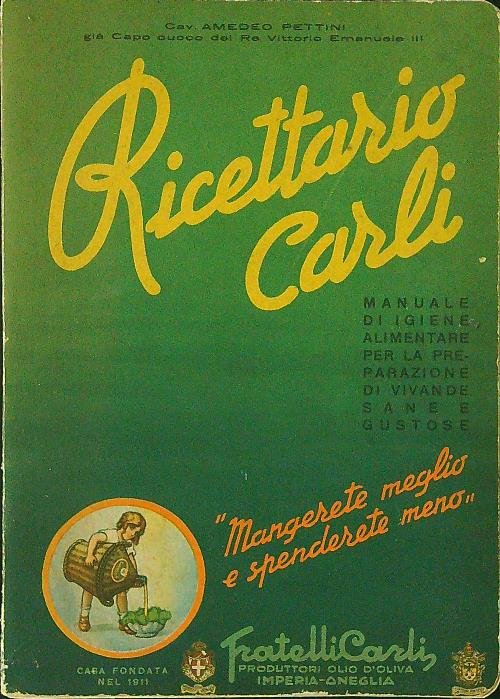 Cav. AMEDEO PETTINI
già Capo cuoco del Re Vittorio Emanuele III
Ricettario
Carli
MANUALE
DI IGIENE
ALIMENTARE
PER LA PRE-
PARAZIONE
DI VIVANDE
SANE E
GUSTOSE
"Mangerete meglio
e spenderete meno"
CASA FONDATA
NEL 1911
Fratelli Carli
PRODUTTORI OLIO D'OLIVA
IMPERIA-ONEGLIA